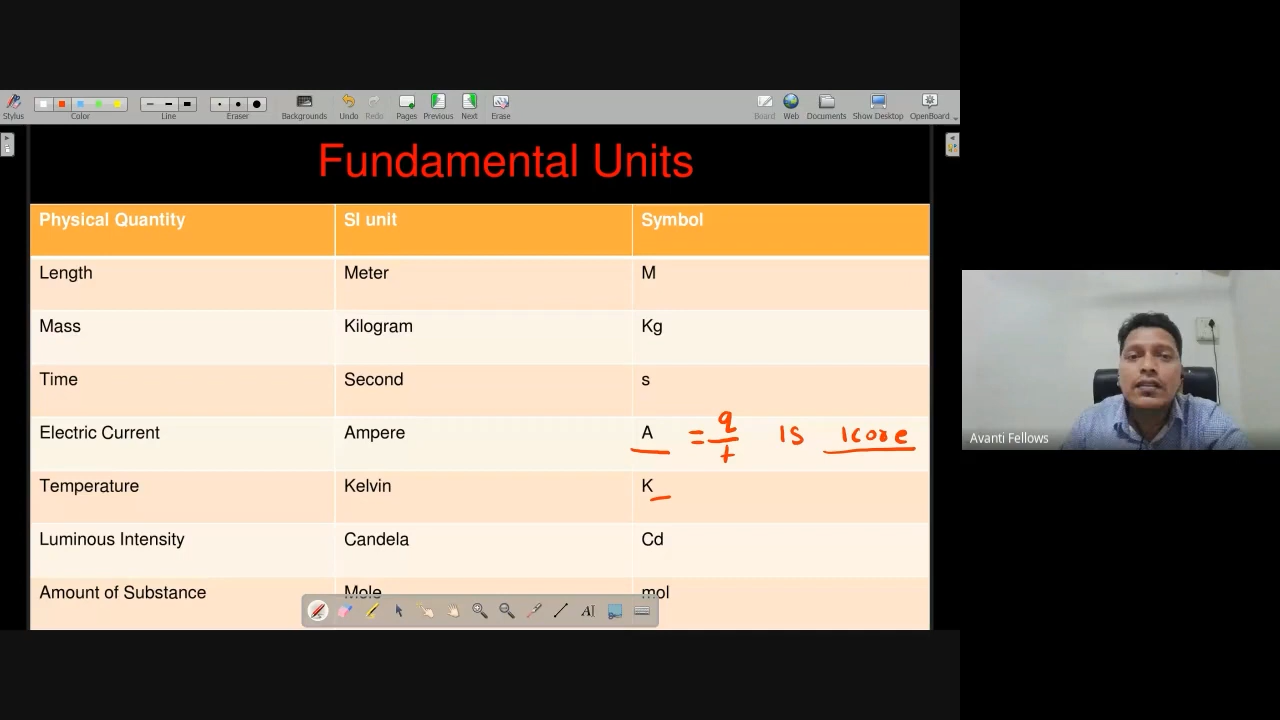 Stylus Color Line Eraser Backgrounds Undo Redo Pages Previous Next Erase Board Web Documents Show Desktop OpenBoard
Fundamental Units
Physical Quantity SI unit Symbol
Length Meter M
Mass Kilogram Kg
Time Second s
Electric Current Ampere A = q/t 1S 1core
Temperature Kelvin K
Luminous Intensity Candela Cd
Amount of Substance Mole mol
AI
Avanti Fellows